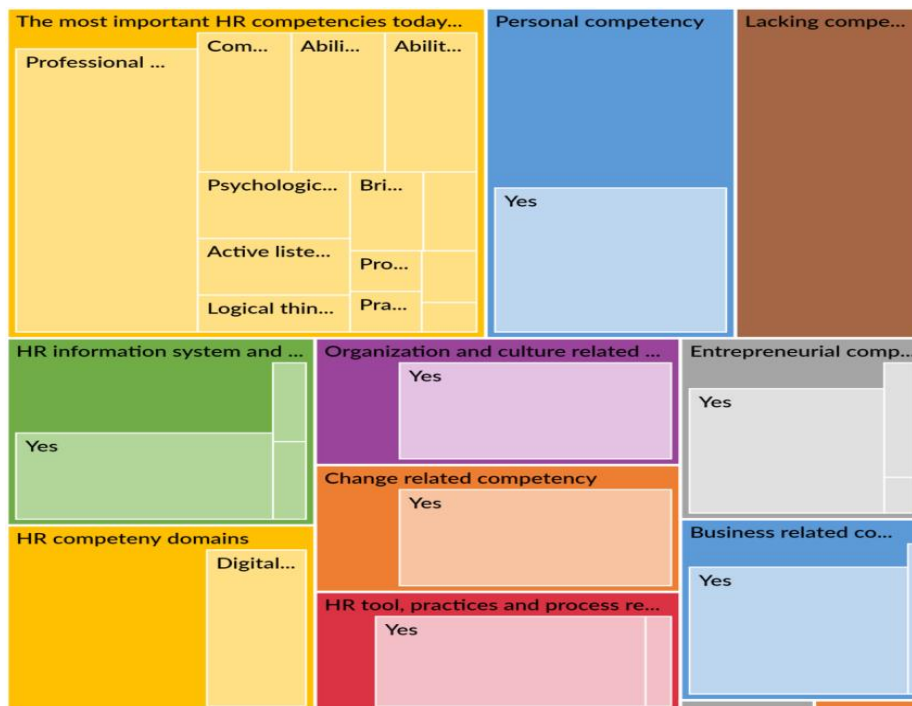 The most important HR competencies today...
Professional ...
Com...
Abili...
Abilit...
Psychologic...
Bri...
Active liste...
Pro...
Logical thin...
Pra...
Personal competency
Yes
Lacking compe...
HR information system and ...
Yes
Organization and culture related ...
Yes
Entrepreneurial comp...
Yes
Change related competency
Yes
HR competeny domains
Digital...
Business related co...
Yes
HR tool, practices and process re...
Yes